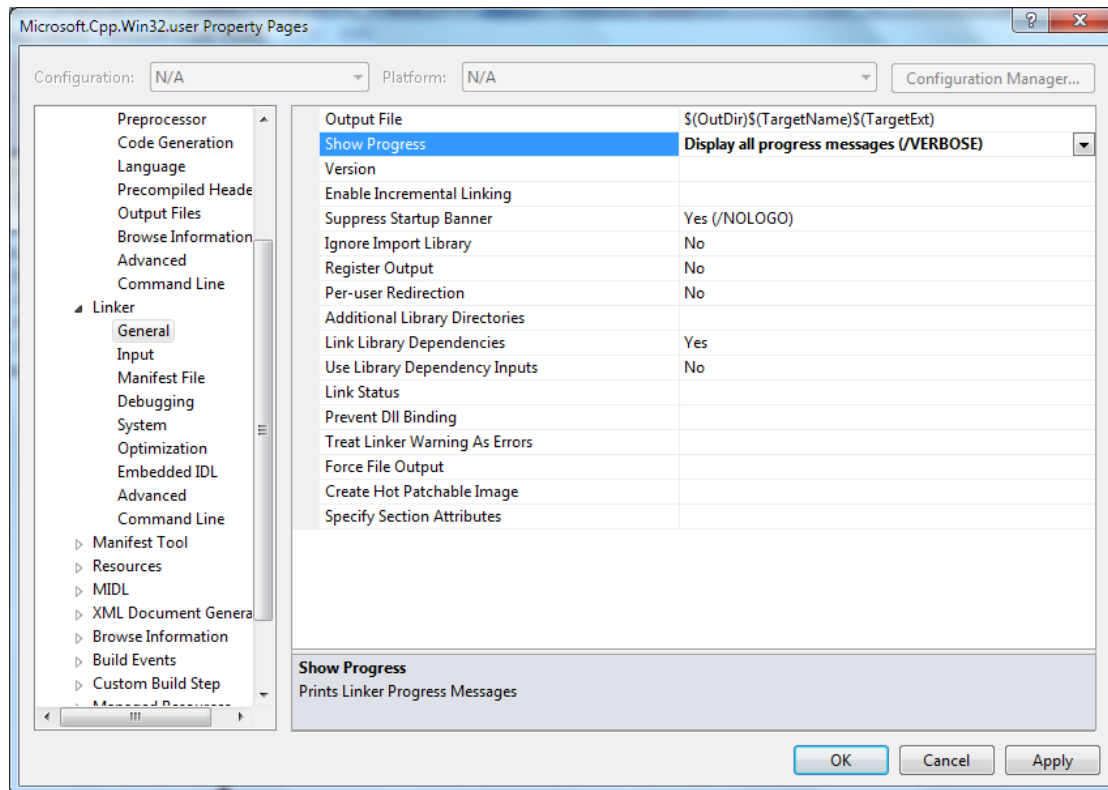 Microsoft.Cpp.Win32.user Property Pages
?
X
Configuration: N/A Platform: N/A Configuration Manager...
Preprocessor
Code Generation
Language
Precompiled Heade
Output Files
Browse Information
Advanced
Command Line
Linker
General
Input
Manifest File
Debugging
System
Optimization
Embedded IDL
Advanced
Command Line
Manifest Tool
Resources
MIDL
XML Document Genera
Browse Information
Build Events
Custom Build Step
Output File $(OutDir)$(TargetName)$(TargetExt)
Show Progress Display all progress messages (/VERBOSE)
Version
Enable Incremental Linking
Suppress Startup Banner Yes (/NOLOGO)
Ignore Import Library No
Register Output No
Per-user Redirection No
Additional Library Directories
Link Library Dependencies Yes
Use Library Dependency Inputs No
Link Status
Prevent Dll Binding
Treat Linker Warning As Errors
Force File Output
Create Hot Patchable Image
Specify Section Attributes
Show Progress
Prints Linker Progress Messages
OK Cancel Apply